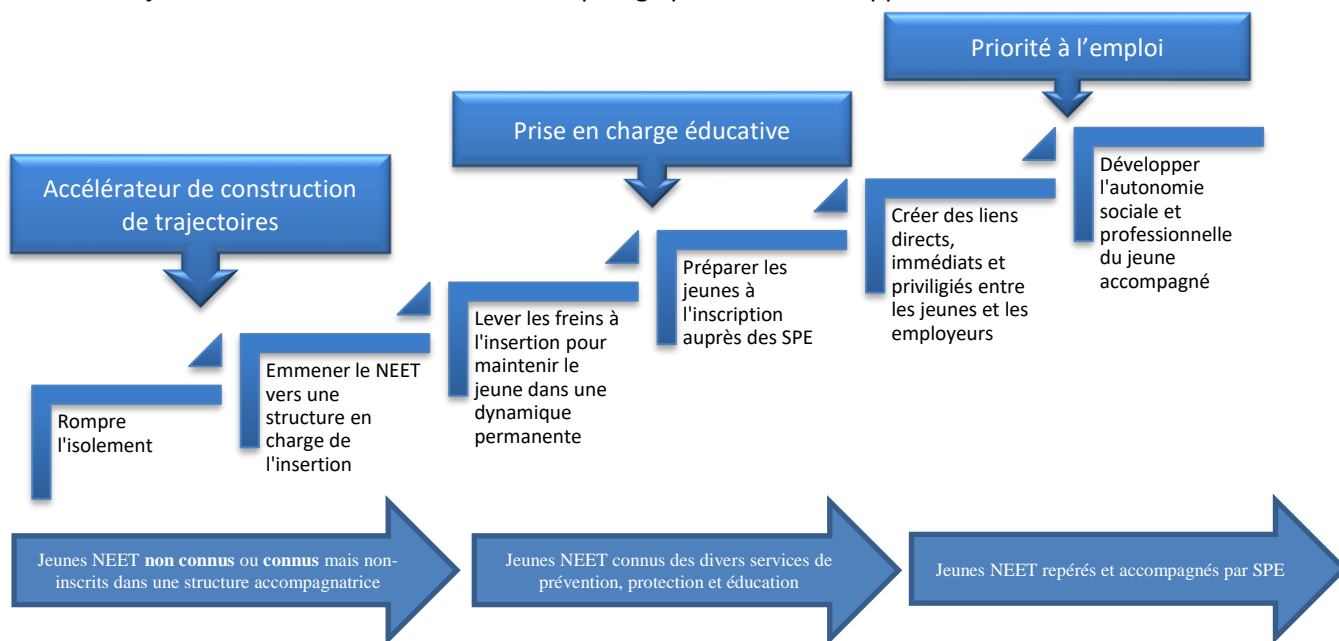 Priorité à l'emploi
Prise en charge éducative
Accélérateur de construction
de trajectoires
Rompre
l'isolement
Emmener le NEET
vers une
structure en
charge de
l'insertion
Lever les freins à
l'insertion pour
maintenir le
jeune dans une
dynamique
permanente
Préparer les
jeunes à
l'inscription
auprès des SPE
Créer des liens
directs,
immédiats et
priviligiés entre
les jeunes et les
employeurs
Développer
l'autonomie
sociale et
professionnelle
du jeune
accompagné
Jeunes NEET non connus ou connus mais non-
inscrits dans une structure accompagnatrice
Jeunes NEET connus des divers services de
prévention, protection et éducation
Jeunes NEET repérés et accompagnés par SPE